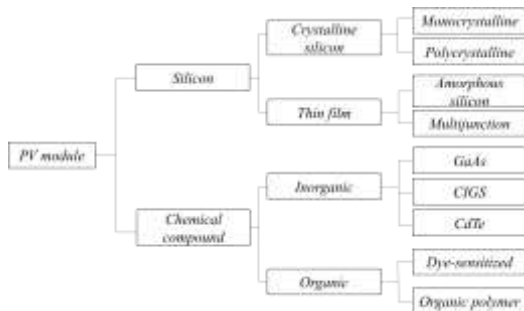 Monocrystalline
Crystalline
silicon
Polycrystalline
Silicon
Amorphous
silicon
Thin film
Multijunction
PV module
GaAs
Inorganic
CIGS
Chemical
compound
CdTe
Dye-sensitized
Organic
Organic polymer